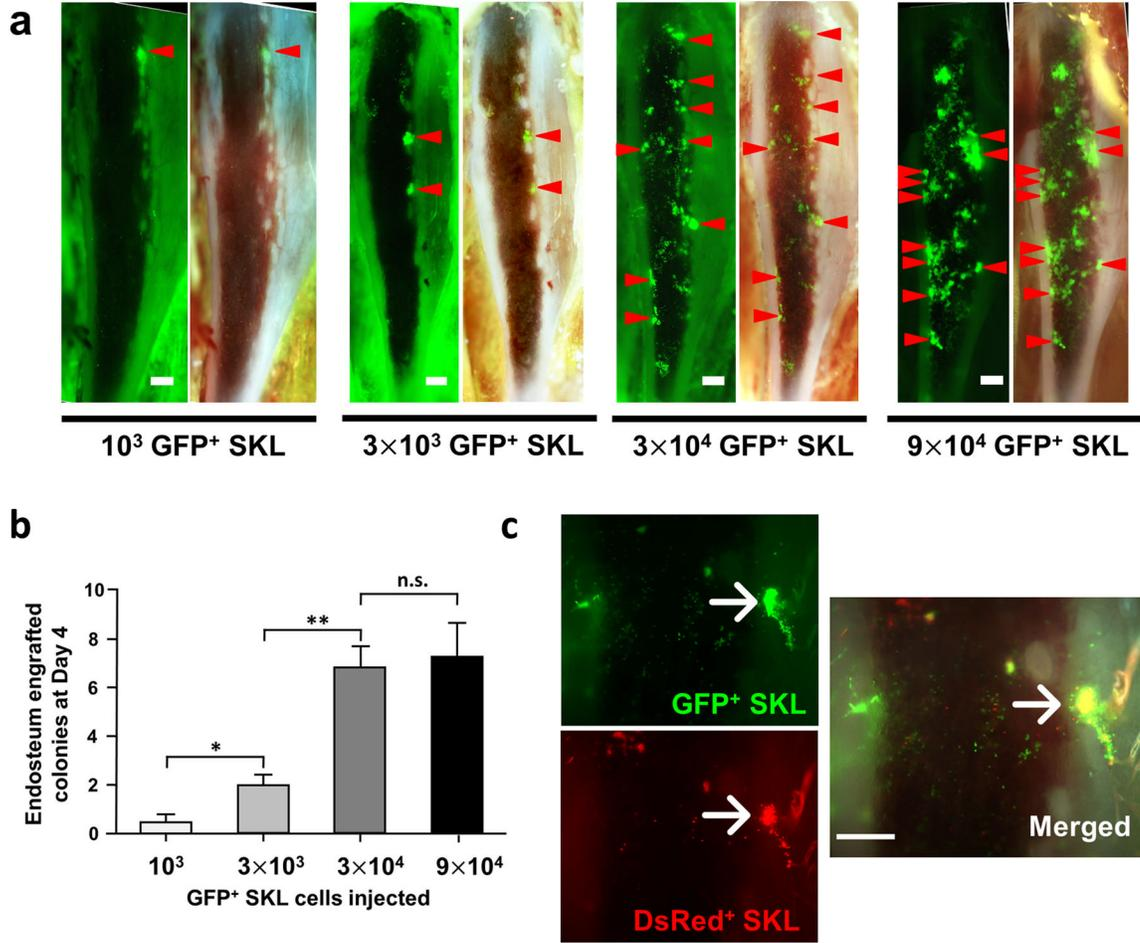 a
10³ GFP⁺ SKL
3×10³ GFP⁺ SKL
3×10⁴ GFP⁺ SKL
9×10⁴ GFP⁺ SKL
b
Endosteum engrafted
colonies at Day 4
10
8
6
4
2
0
*
**
n.s.
10³
3×10³
3×10⁴
9×10⁴
GFP⁺ SKL cells injected
c
GFP⁺ SKL
DsRed⁺ SKL
Merged